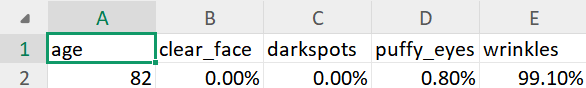 A B C D E
1 age clear_face darkspots puffy_eyes wrinkles
2 82 0.00% 0.00% 0.80% 99.10%